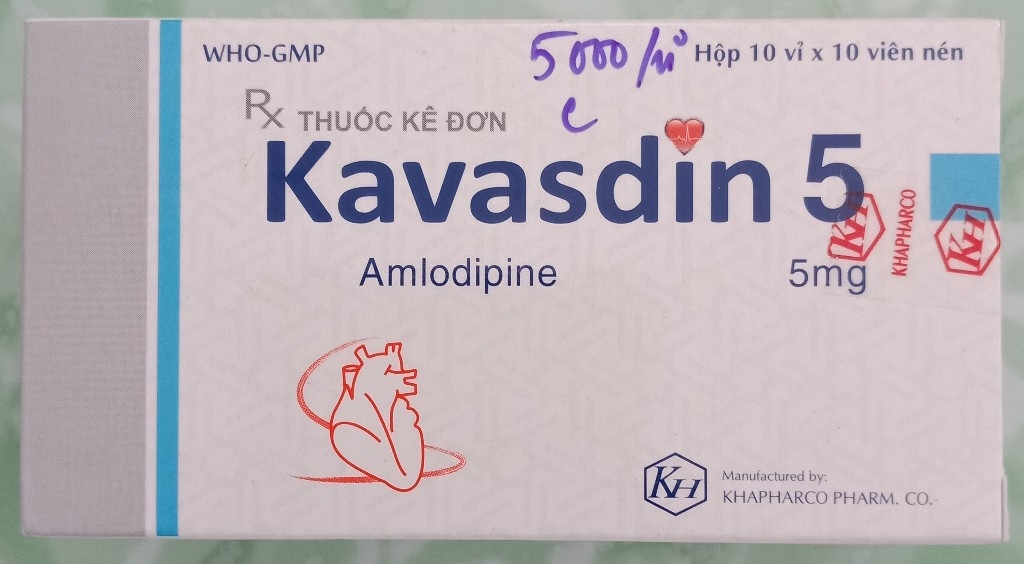 WHO-GMP
5000/vỉ
Hộp 10 vỉ x 10 viên nén
Rx THUỐC KÊ ĐƠN
Kavasdin 5
Amlodipine 5mg
KH
KHAPHARCO
KH
KH
Manufactured by:
KHAPHARCO PHARM. CO.-